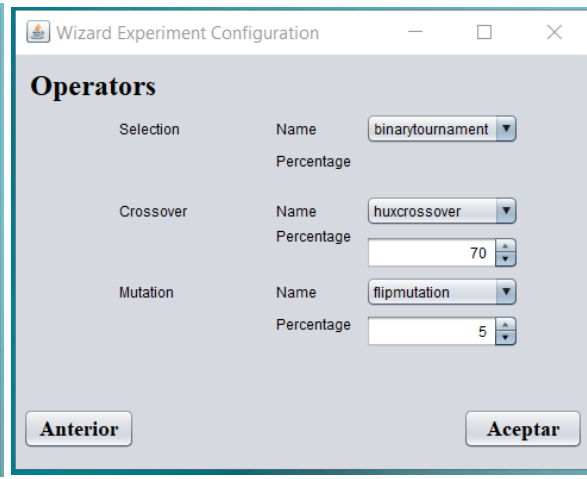 Wizard Experiment Configuration
Operators
Selection Name binarytournament
Percentage
Crossover Name huxcrossover
Percentage 70
Mutation Name flipmutation
Percentage 5
Anterior Aceptar